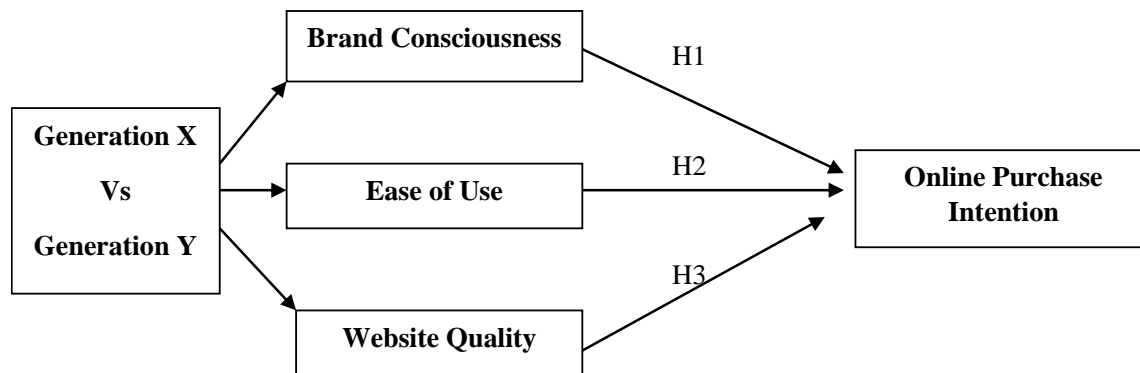 Brand Consciousness
H1
Generation X
Vs
Generation Y
Ease of Use
H2
Online Purchase
Intention
H3
Website Quality